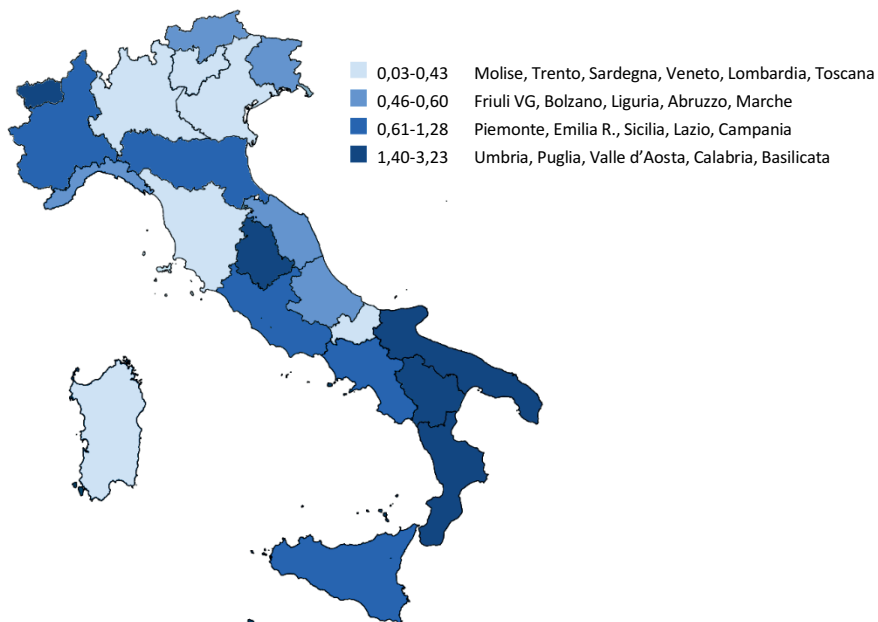 0,03-0,43 Molise, Trento, Sardegna, Veneto, Lombardia, Toscana
0,46-0,60 Friuli VG, Bolzano, Liguria, Abruzzo, Marche
0,61-1,28 Piemonte, Emilia R., Sicilia, Lazio, Campania
1,40-3,23 Umbria, Puglia, Valle d'Aosta, Calabria, Basilicata